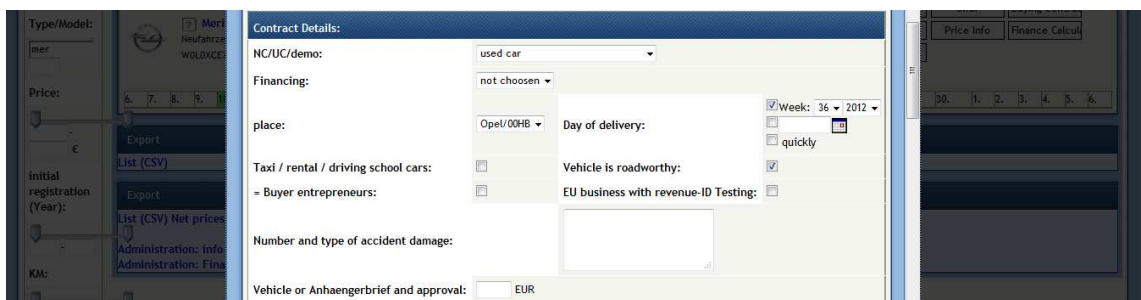 Type/Model:
mer
Price:
€
initial
registration
(Year):
-
KM:
? Meri
Neufahrze
6. 7. 8. 9.
Export
List (CSV)
Export
List (CSV) Net prices
Administration: info
Administration: Fina
Contract Details:
NC/UC/demo: used car
Financing: not choosen
place: Opel/00HB Day of delivery: Week: 36 2012
quickly
Taxi / rental / driving school cars: Vehicle is roadworthy:
= Buyer entrepreneurs: EU business with revenue-ID Testing:
Number and type of accident damage:
Vehicle or Anhaengerbrief and approval: EUR
Price Info Finance Calcul
30. 1. 2. 3. 4. 5. 6.